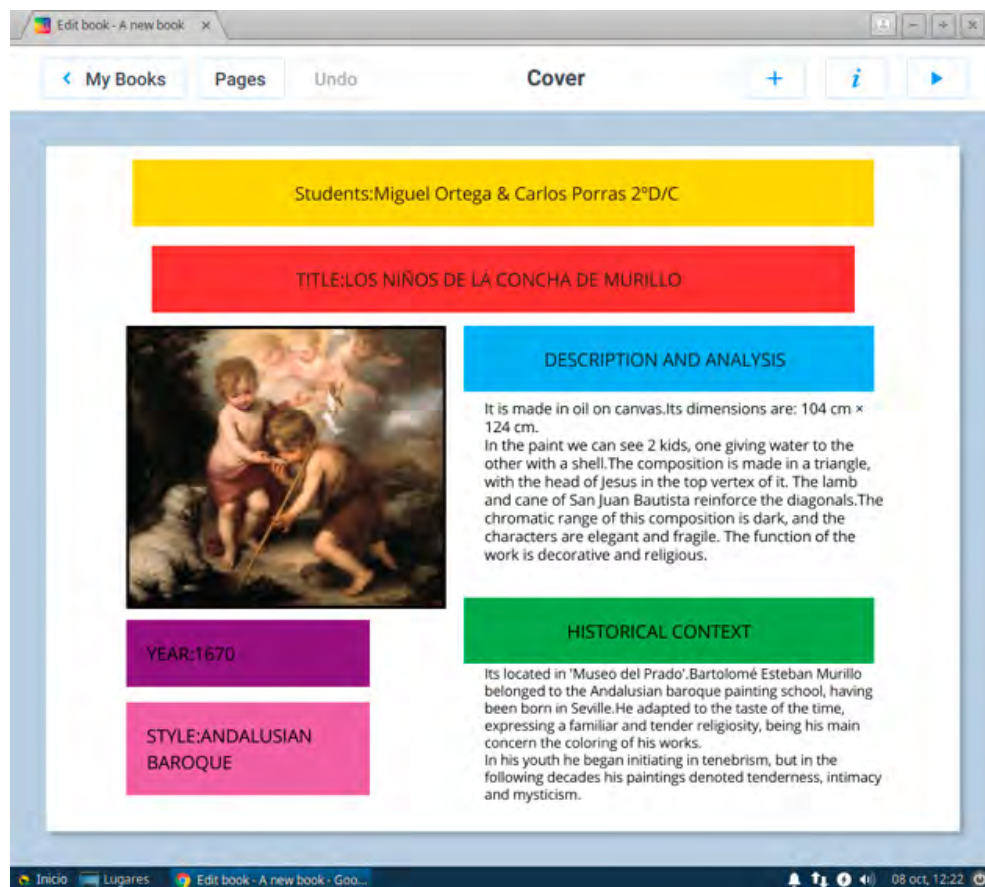 Edit book - A new book
My Books
Pages
Undo
Cover
Students:Miguel Ortega & Carlos Porras 2ºD/C
TITLE:LOS NIÑOS DE LA CONCHA DE MURILLO
DESCRIPTION AND ANALYSIS
It is made in oil on canvas.Its dimensions are: 104 cm ×
124 cm.
In the paint we can see 2 kids, one giving water to the
other with a shell.The composition is made in a triangle,
with the head of Jesus in the top vertex of it. The lamb
and cane of San Juan Bautista reinforce the diagonals.The
chromatic range of this composition is dark, and the
characters are elegant and fragile. The function of the
work is decorative and religious.
YEAR:1670
STYLE:ANDALUSIAN
BAROQUE
HISTORICAL CONTEXT
Its located in 'Museo del Prado'.Bartolomé Esteban Murillo
belonged to the Andalusian baroque painting school, having
been born in Seville.He adapted to the taste of the time,
expressing a familiar and tender religiosity, being his main
concern the coloring of his works.
In his youth he began initiating in tenebrism, but in the
following decades his paintings denoted tenderness, intimacy
and mysticism.
Inicio
Lugares
Edit book - A new book - Goo...
08 oct, 12:22